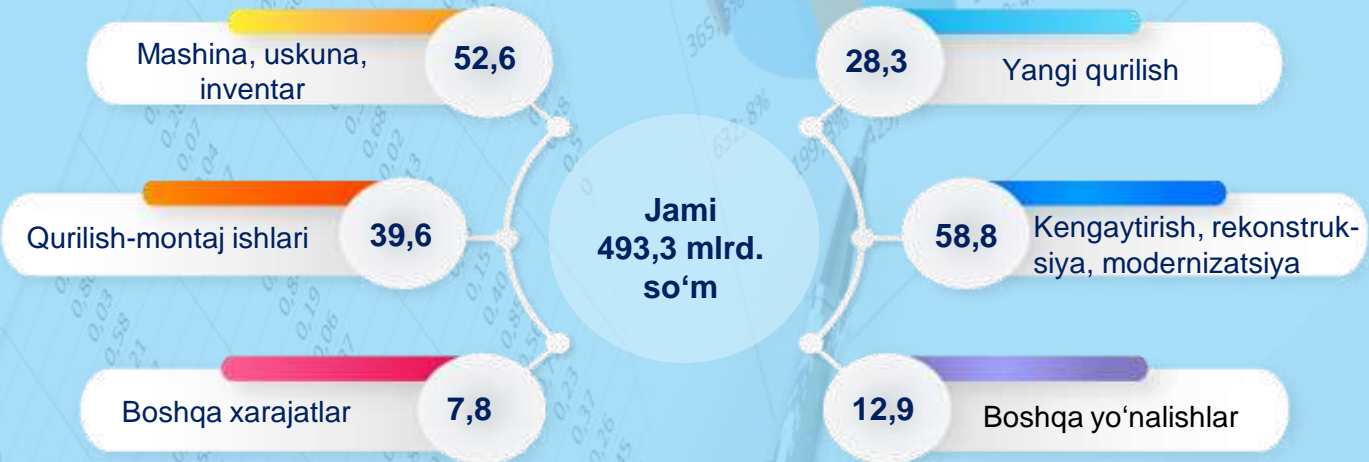 Mashina, uskuna,
inventar
52,6
Qurilish-montaj ishlari
39,6
Boshqa xarajatlar
7,8
Jami
493,3 mlrd.
so‘m
28,3
Yangi qurilish
58,8
Kengaytirish, rekonstruk-
siya, modernizatsiya
12,9
Boshqa yo‘nalishlar